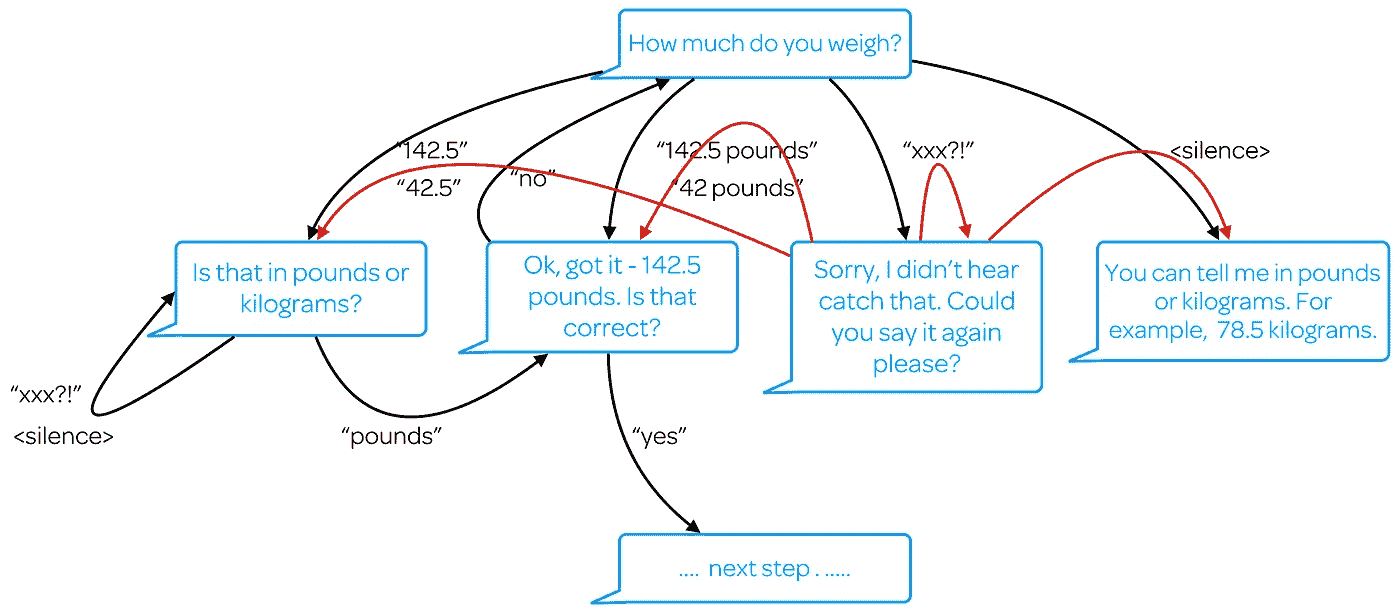 How much do you weigh?
“142.5”
“142.5 pounds”
“xxx?!”
<silence>
“42.5”
“no”
“42 pounds”
Is that in pounds or
kilograms?
Ok, got it - 142.5
pounds. Is that
correct?
Sorry, I didn’t hear
catch that. Could
you say it again
please?
You can tell me in pounds
or kilograms. For
example, 78.5 kilograms.
“xxx?!”
<silence>
“pounds”
“yes”
.... next step . .....